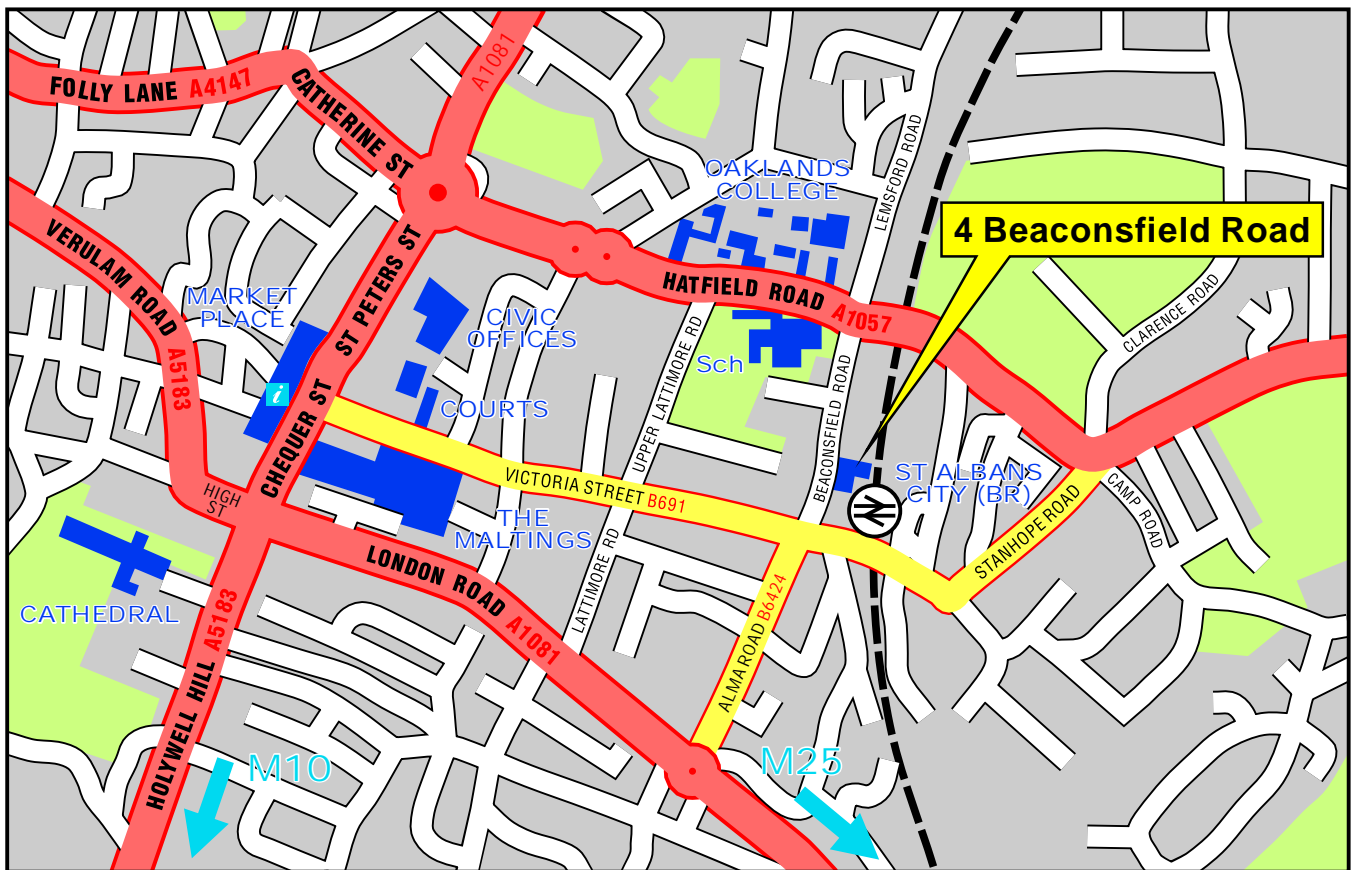 FOLLY LANE A4147
CATHERINE ST
A1081
OAKLANDS
COLLEGE
LEMSFORD ROAD
4 Beaconsfield Road
VERULAM ROAD A5183
MARKET
PLACE
ST PETERS ST
CIVIC
OFFICES
HATFIELD ROAD A1057
CLARENCE ROAD
Sch
i
CHEQUER ST
COURTS
UPPER LATTIMORE RD
BEACONSFIELD ROAD
VICTORIA STREET B691
ST ALBANS
CITY (BR)
HIGH
ST
THE
MALTINGS
CAMP ROAD
STANHOPE ROAD
LONDON ROAD A1081
LATTIMORE RD
ALMA ROAD B6424
CATHEDRAL
HOLYWELL HILL A5183
M10
M25